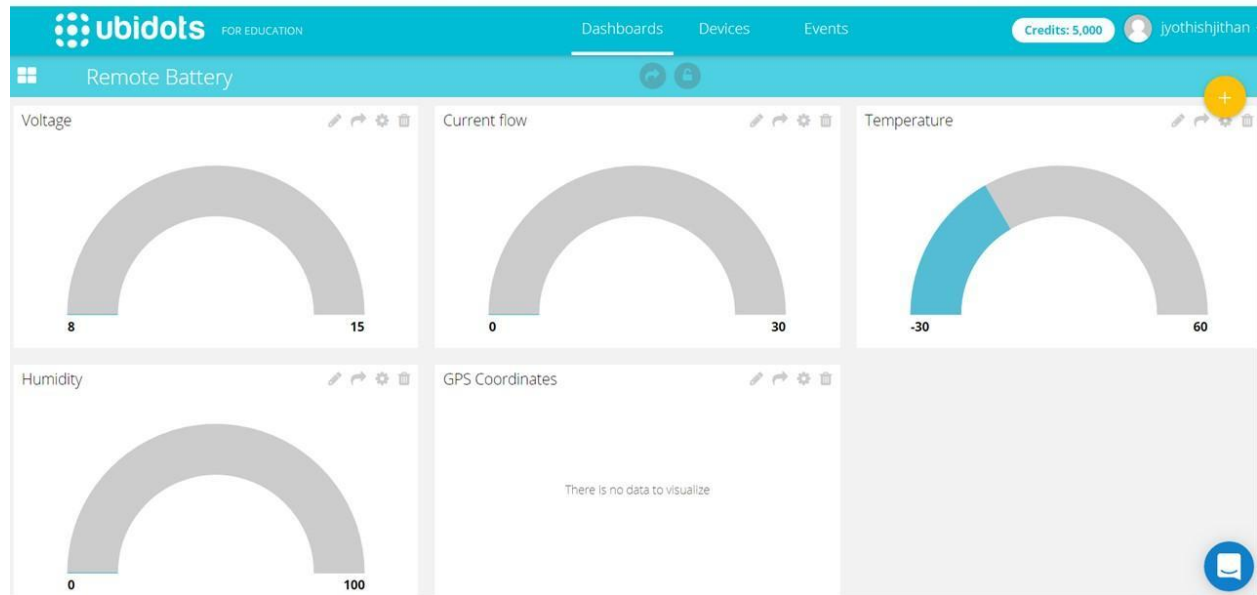 ubidots FOR EDUCATION Dashboards Devices Events Credits: 5,000 jyothishjithan
Remote Battery
+
Voltage
8 15
Current flow
0 30
Temperature
-30 60
Humidity
0 100
GPS Coordinates
There is no data to visualize